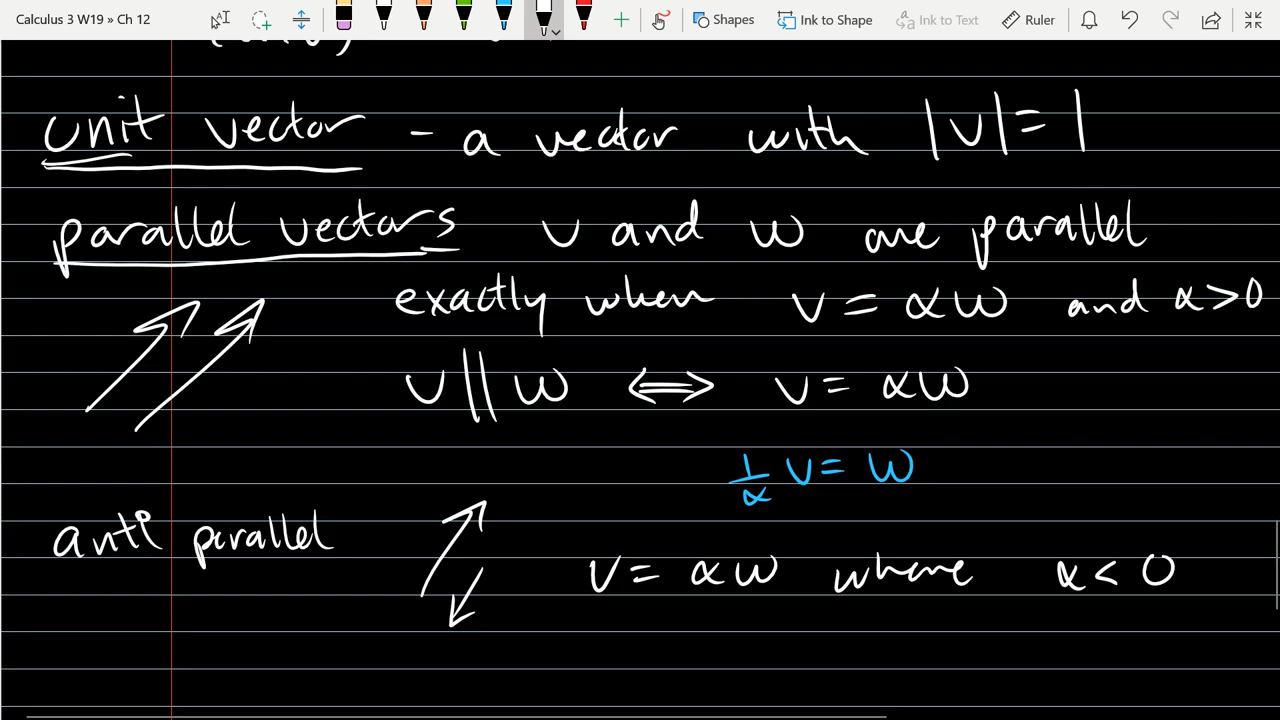 Calculus 3 W19 » Ch 12
Shapes
Ink to Shape
Ink to Text
Ruler
unit vector - a vector with |v| = 1
parallel vectors v and w are parallel
exactly when v = αw and α > 0
v || w ⟺ v = αw
1/α v = w
anti parallel v = αw where α < 0